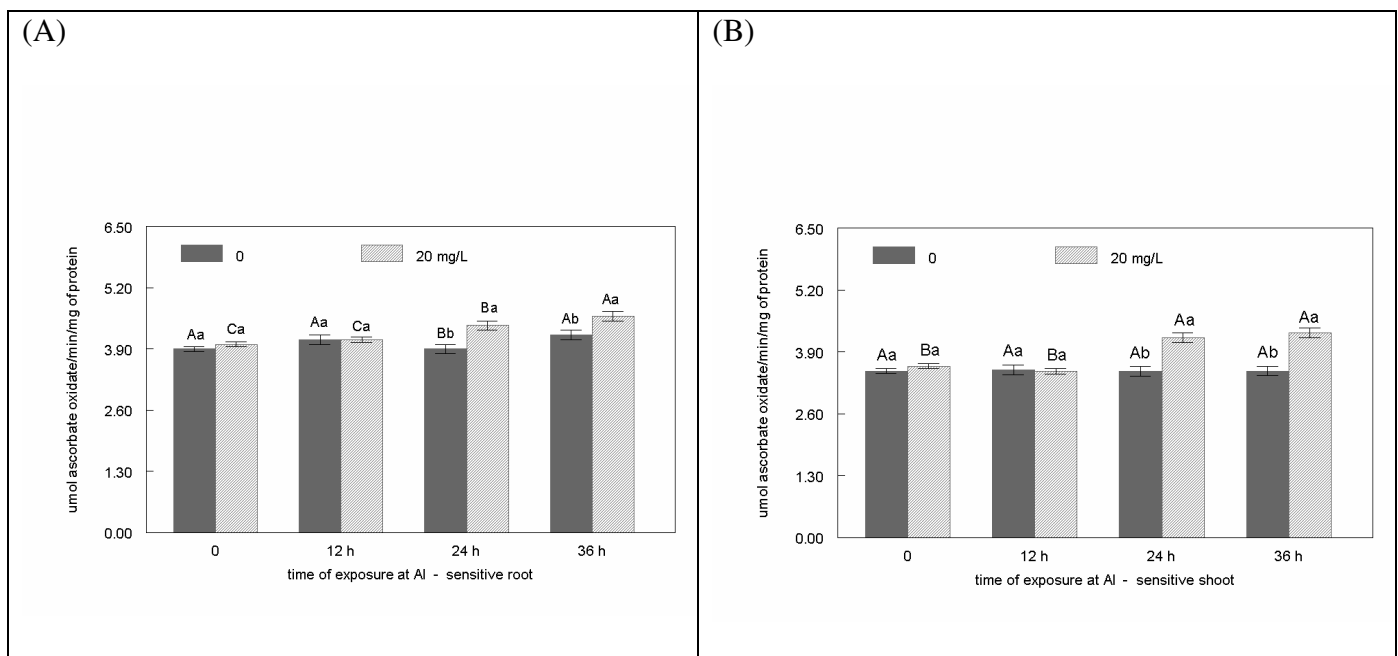 (A)
umol ascorbate oxidate/min/mg of protein
6.50
5.20
3.90
2.60
1.30
0.00
0
20 mg/L
Aa
Ca
Aa
Ca
Bb
Ba
Ab
Aa
0
12 h
24 h
36 h
time of exposure at Al - sensitive root
(B)
umol ascorbate oxidate/min/mg of protein
6.50
5.20
3.90
2.60
1.30
0.00
0
20 mg/L
Aa
Ba
Aa
Ba
Ab
Aa
Ab
Aa
0
12 h
24 h
36 h
time of exposure at Al - sensitive shoot